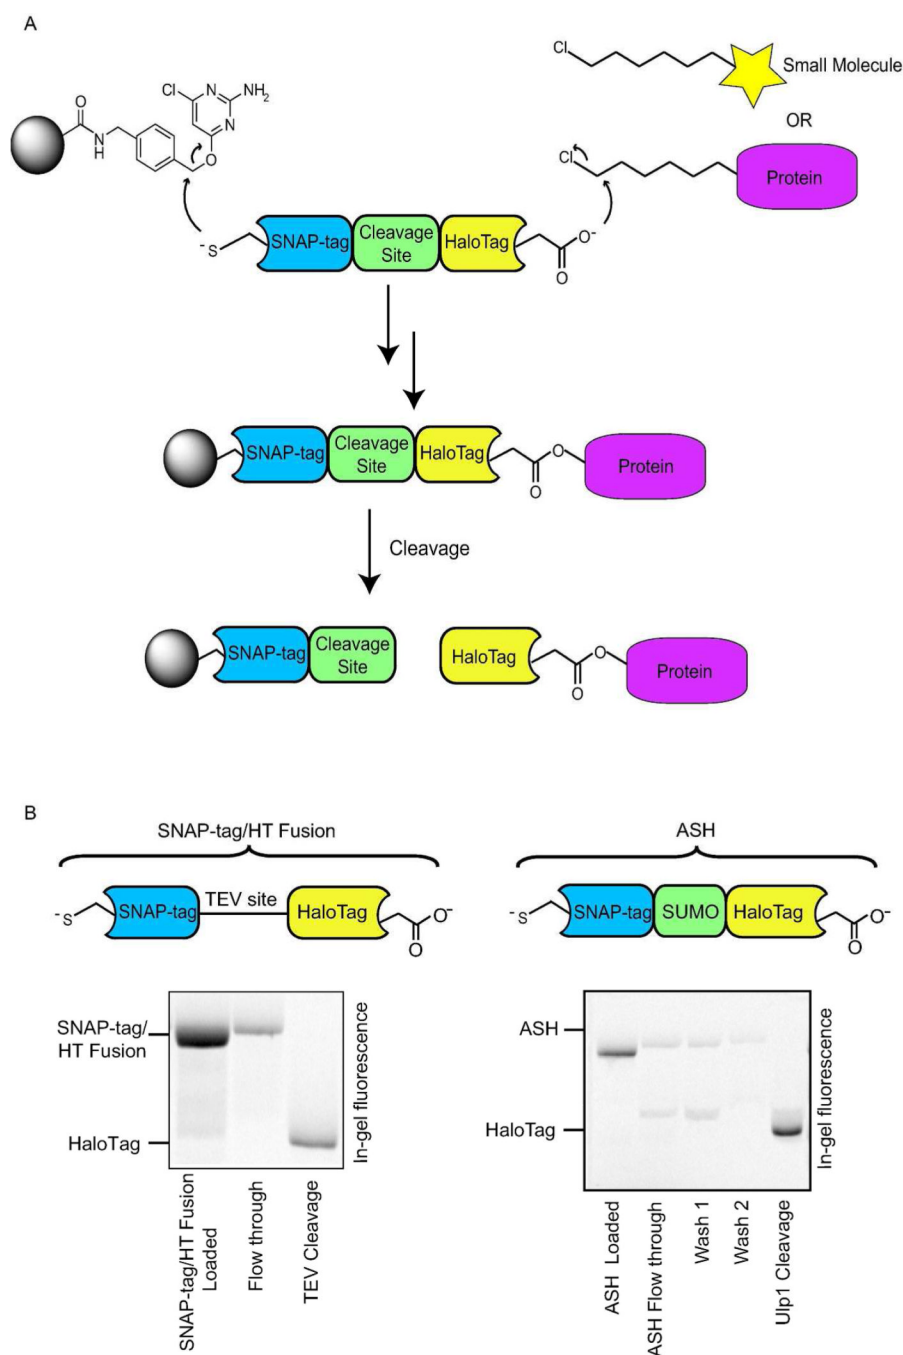 A
Cl
Small Molecule
Cl
N
NH₂
O
N
N
H
O
OR
Cl
Protein
⁻S
SNAP-tag
Cleavage
Site
HaloTag
O⁻
O
SNAP-tag
Cleavage
Site
HaloTag
O
O
Protein
Cleavage
SNAP-tag
Cleavage
Site
HaloTag
O
O
Protein
B
SNAP-tag/HT Fusion
ASH
⁻S
SNAP-tag
TEV site
HaloTag
O⁻
O
⁻S
SNAP-tag
SUMO
HaloTag
O⁻
O
SNAP-tag/
HT Fusion
HaloTag
In-gel fluorescence
SNAP-tag/HT Fusion
Loaded
Flow through
TEV Cleavage
ASH
HaloTag
In-gel fluorescence
ASH Loaded
ASH Flow through
Wash 1
Wash 2
Ulp1 Cleavage